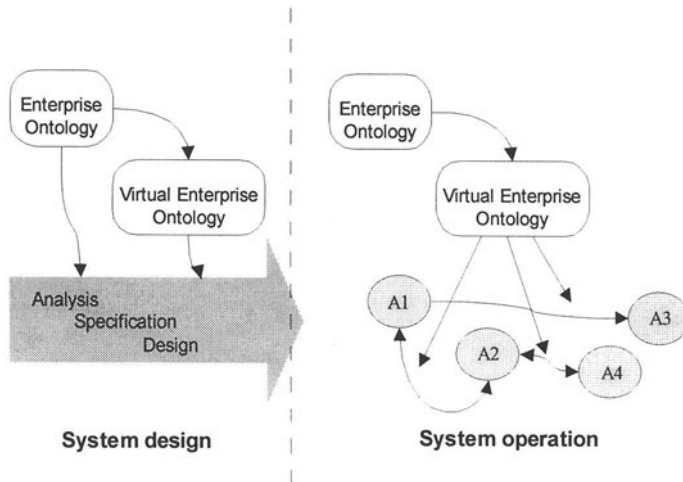 Enterprise
Ontology
Virtual Enterprise
Ontology
Analysis
Specification
Design
System design
Enterprise
Ontology
Virtual Enterprise
Ontology
A1
A3
A2
A4
System operation